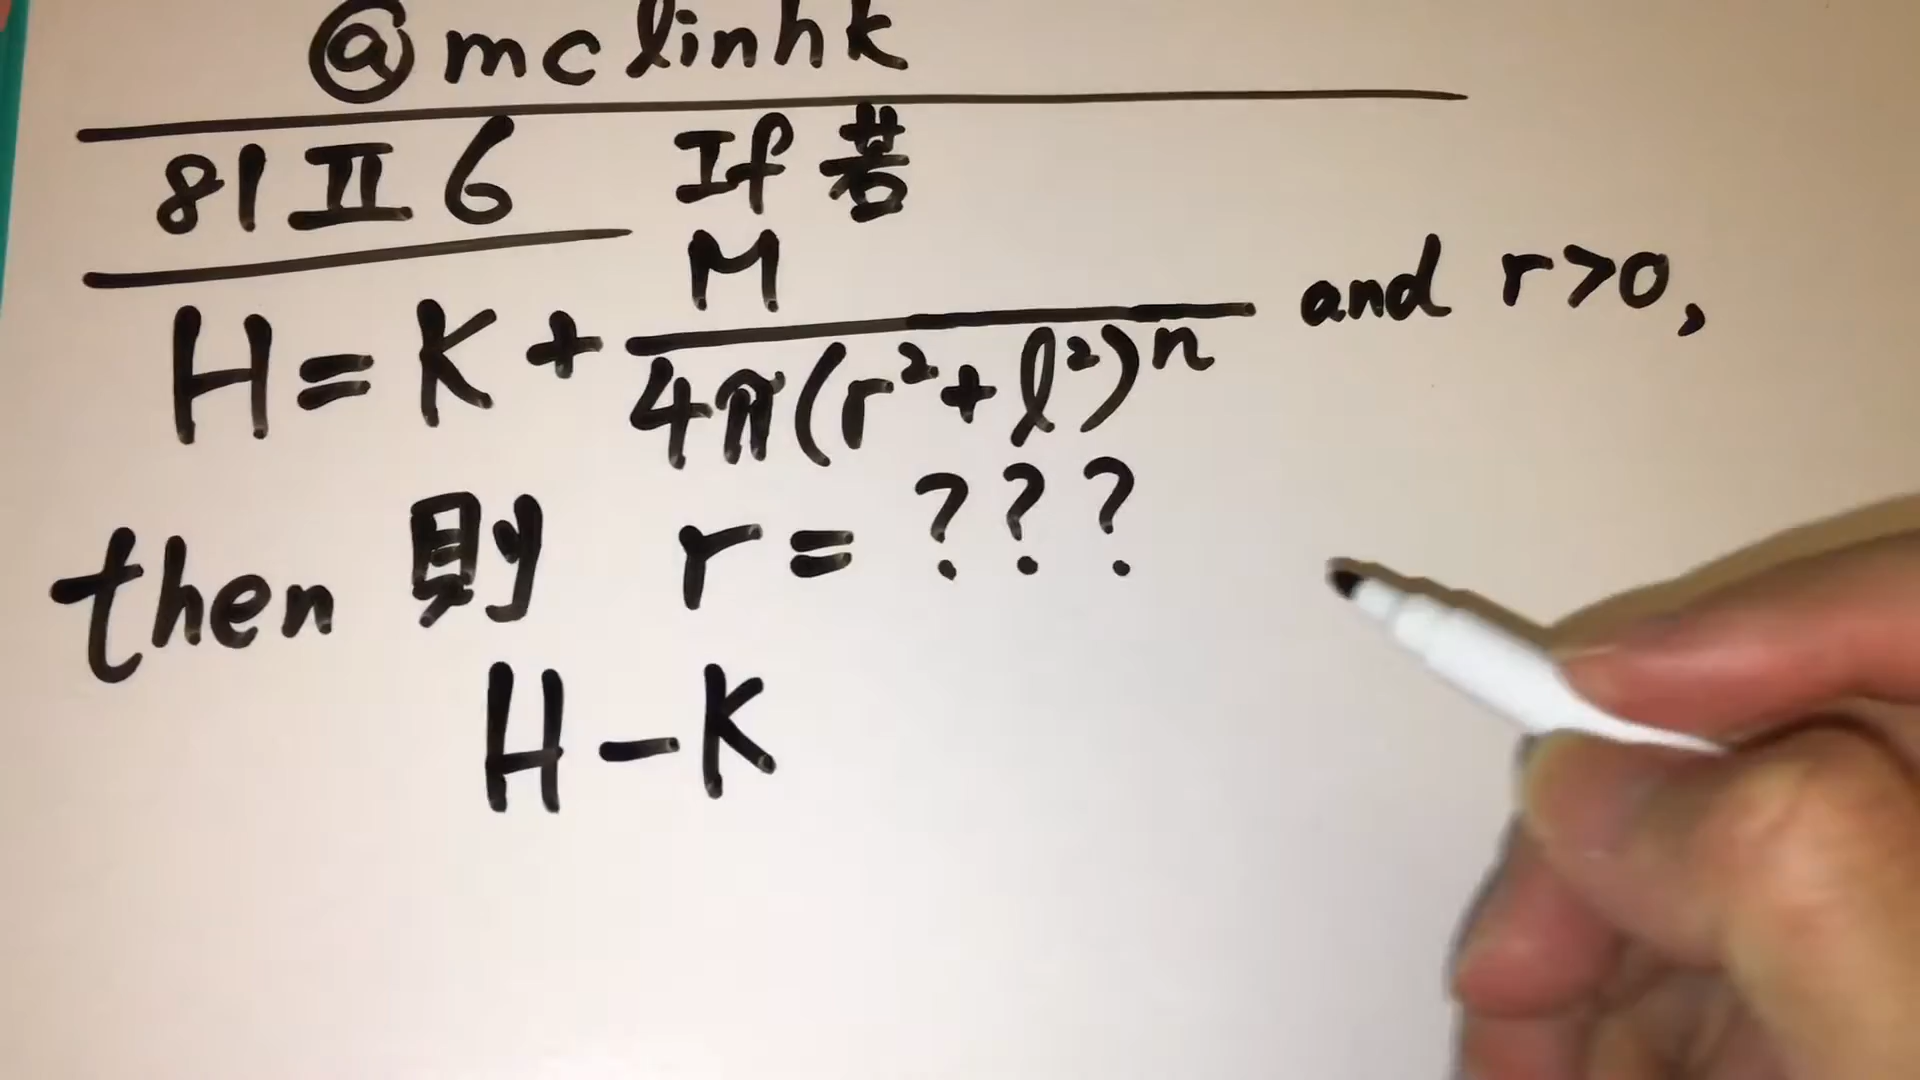 @mclinhk
81 II 6 If 若
H = K + M / 4π(r² + l²)ⁿ and r > 0,
then 則 r = ???
H - K